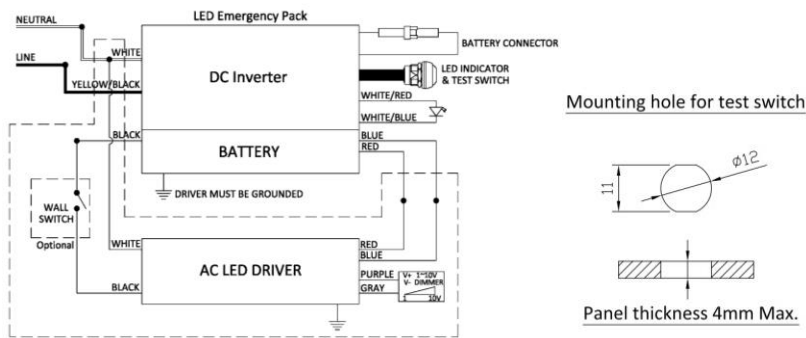 LED Emergency Pack
NEUTRAL
WHITE
LINE
YELLOW/BLACK
DC Inverter
BATTERY CONNECTOR
LED INDICATOR
& TEST SWITCH
WHITE/RED
WHITE/BLUE
BLACK
BATTERY
BLUE
RED
DRIVER MUST BE GROUNDED
WALL
SWITCH
Optional
WHITE
AC LED DRIVER
RED
BLUE
BLACK
PURPLE
GRAY
V+ 1~10V
V- DIMMER
1 10V
Mounting hole for test switch
11
ø12
Panel thickness 4mm Max.